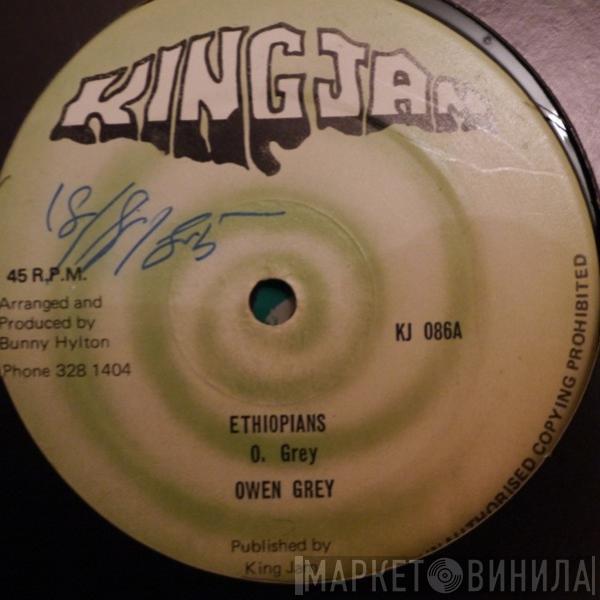 KING JAM
18/8/85
45 R.P.M.
Arranged and
Produced by
Bunny Hylton
Phone 328 1404
KJ 086A
ETHIOPIANS
O. Grey
OWEN GREY
Published by
King Jam
UNAUTHORISED COPYING PROHIBITED
МАРКЕТ ВИНИЛА